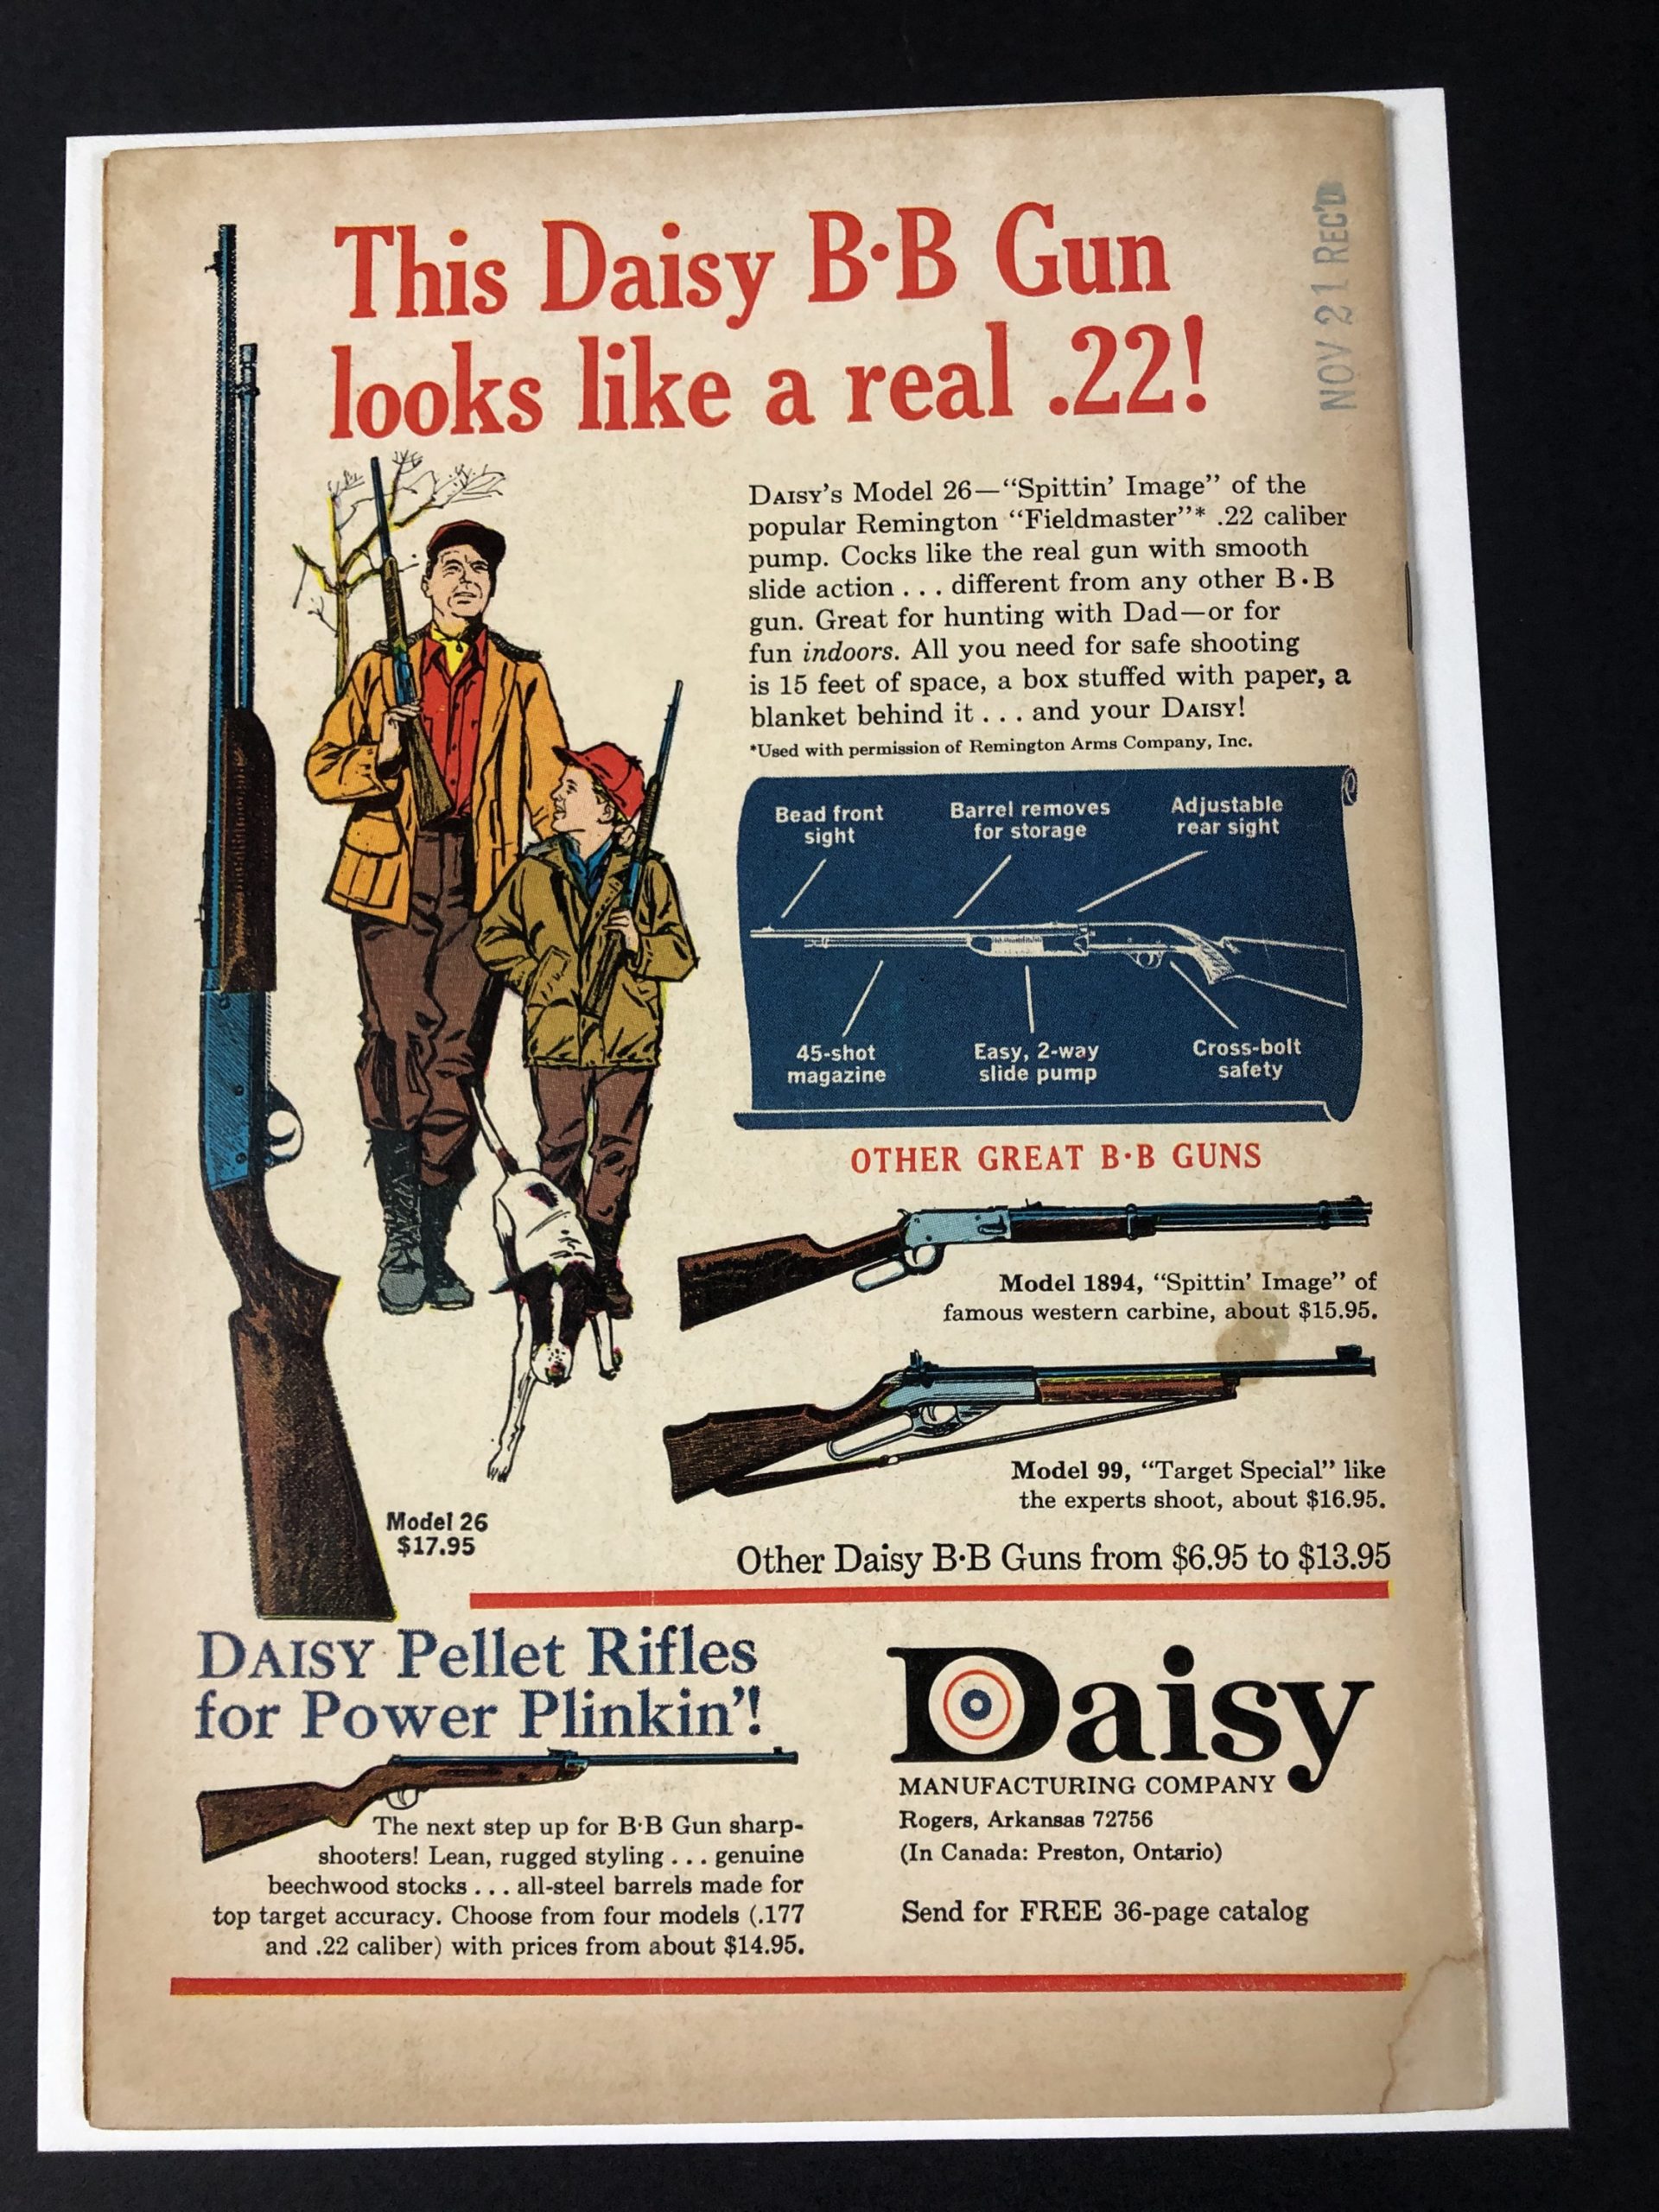 This Daisy B·B Gun
looks like a real .22!
NOV 21 REC'D
DAISY'S Model 26—“Spittin’ Image” of the
popular Remington “Fieldmaster”* .22 caliber
pump. Cocks like the real gun with smooth
slide action . . . different from any other B·B
gun. Great for hunting with Dad—or for
fun indoors. All you need for safe shooting
is 15 feet of space, a box stuffed with paper, a
blanket behind it . . . and your DAISY!
*Used with permission of Remington Arms Company, Inc.
Bead front
sight
Barrel removes
for storage
Adjustable
rear sight
45-shot
magazine
Easy, 2-way
slide pump
Cross-bolt
safety
OTHER GREAT B·B GUNS
Model 1894, “Spittin’ Image” of
famous western carbine, about $15.95.
Model 99, “Target Special” like
the experts shoot, about $16.95.
Model 26
$17.95
Other Daisy B·B Guns from $6.95 to $13.95
DAISY Pellet Rifles
for Power Plinkin’!
The next step up for B·B Gun sharp-
shooters! Lean, rugged styling . . . genuine
beechwood stocks . . . all-steel barrels made for
top target accuracy. Choose from four models (.177
and .22 caliber) with prices from about $14.95.
Daisy
MANUFACTURING COMPANY
Rogers, Arkansas 72756
(In Canada: Preston, Ontario)
Send for FREE 36-page catalog